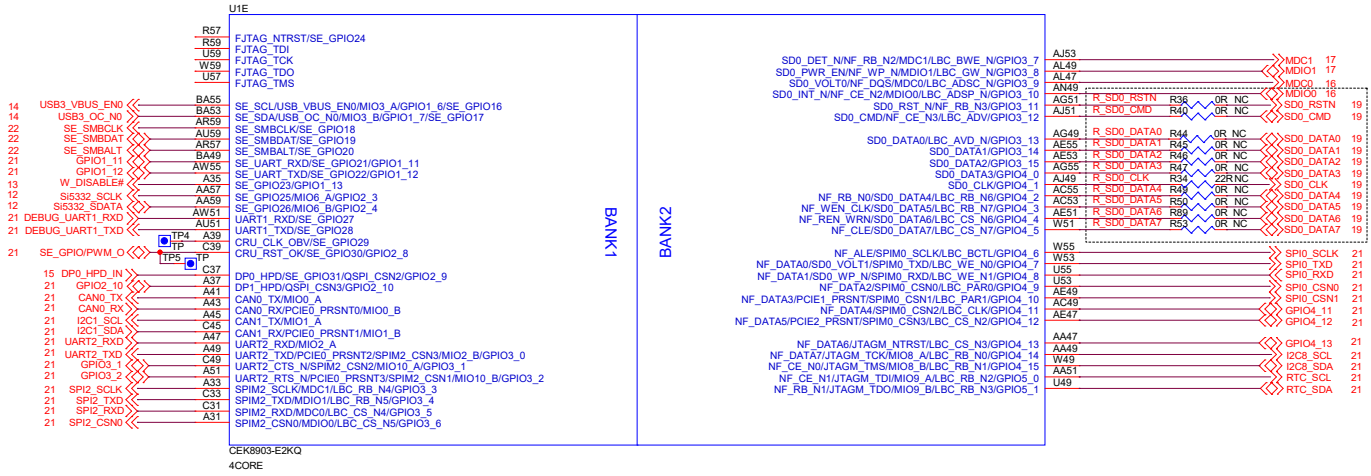 U1E
R57 FJTAG_NTRST/SE_GPIO24
R59 FJTAG_TDI
U59 FJTAG_TCK
W59 FJTAG_TDO
U57 FJTAG_TMS
14 USB3_VBUS_EN0 BA55 SE_SCL/USB_VBUS_EN0/MIO3_A/GPIO1_6/SE_GPIO16
14 USB3_OC_N0 BA53 SE_SDA/USB_OC_N0/MIO3_B/GPIO1_7/SE_GPIO17
22 SE_SMBCLK AR59 SE_SMBCLK/SE_GPIO18
22 SE_SMBDAT AU59 SE_SMBDAT/SE_GPIO19
22 SE_SMBALT AR57 SE_SMBALT/SE_GPIO20
21 GPIO1_11 BA49 SE_UART_RXD/SE_GPIO21/GPIO1_11
21 GPIO1_12 AW55 SE_UART_TXD/SE_GPIO22/GPIO1_12
13 W_DISABLE# A35 SE_GPIO23/GPIO1_13
12 Si5332_SCLK AA57 SE_GPIO25/MIO6_A/GPIO2_3
12 Si5332_SDATA AA59 SE_GPIO26/MIO6_B/GPIO2_4
21 DEBUG_UART1_RXD AW51 UART1_RXD/SE_GPIO27
21 DEBUG_UART1_TXD AU51 UART1_TXD/SE_GPIO28
TP4 TP A39 CRU_CLK_OBV/SE_GPIO29
21 SE_GPIO/PWM_O C39 CRU_RST_OK/SE_GPIO30/GPIO2_8
TP5 TP
15 DP0_HPD_IN C37 DP0_HPD/SE_GPIO31/QSPI_CSN2/GPIO2_9
21 GPIO2_10 A37 DP1_HPD/QSPI_CSN3/GPIO2_10
21 CAN0_TX A41 CAN0_TX/MIO0_A
21 CAN0_RX A43 CAN0_RX/PCIE0_PRSNT0/MIO0_B
21 I2C1_SCL A45 CAN1_TX/MIO1_A
21 I2C1_SDA C45 CAN1_RX/PCIE0_PRSNT1/MIO1_B
21 UART2_RXD A47 UART2_RXD/MIO2_A
21 UART2_TXD A49 UART2_TXD/PCIE0_PRSNT2/SPIM2_CSN3/MIO2_B/GPIO3_0
21 GPIO3_1 C49 UART2_CTS_N/SPIM2_CSN2/MIO10_A/GPIO3_1
21 GPIO3_2 A51 UART2_RTS_N/PCIE0_PRSNT3/SPIM2_CSN1/MIO10_B/GPIO3_2
21 SPI2_SCLK A33 SPIM2_SCLK/MDC1/LBC_RB_N4/GPIO3_3
21 SPI2_TXD C33 SPIM2_TXD/MDIO1/LBC_RB_N5/GPIO3_4
21 SPI2_RXD C31 SPIM2_RXD/MDC0/LBC_CS_N4/GPIO3_5
21 SPI2_CSN0 A31 SPIM2_CSN0/MDIO0/LBC_CS_N5/GPIO3_6
BANK1
BANK2
SD0_DET_N/NF_RB_N2/MDC1/LBC_BWE_N/GPIO3_7 AJ53 MDC1 17
SD0_PWR_EN/NF_WP_N/MDIO1/LBC_GW_N/GPIO3_8 AL49 MDIO1 17
SD0_VOLT0/NF_DQS/MDC0/LBC_ADSC_N/GPIO3_9 AL47 MDC0 16
SD0_INT_N/NF_CE_N2/MDIO0/LBC_ADSP_N/GPIO3_10 AN49 MDIO0 16
SD0_RST_N/NF_RB_N3/GPIO3_11 AG51 R_SD0_RSTN R36 0R NC SD0_RSTN 19
SD0_CMD/NF_CE_N3/LBC_ADV/GPIO3_12 AJ51 R_SD0_CMD R40 0R NC SD0_CMD 19
SD0_DATA0/LBC_AVD_N/GPIO3_13 AG49 R_SD0_DATA0 R44 0R NC SD0_DATA0 19
SD0_DATA1/GPIO3_14 AE55 R_SD0_DATA1 R45 0R NC SD0_DATA1 19
SD0_DATA2/GPIO3_15 AE53 R_SD0_DATA2 R46 0R NC SD0_DATA2 19
SD0_DATA3/GPIO4_0 AG55 R_SD0_DATA3 R47 0R NC SD0_DATA3 19
SD0_CLK/GPIO4_1 AJ49 R_SD0_CLK R34 22R NC SD0_CLK 19
NF_RB_N0/SD0_DATA4/LBC_RB_N6/GPIO4_2 AC55 R_SD0_DATA4 R49 0R NC SD0_DATA4 19
NF_WEN_CLK/SD0_DATA5/LBC_RB_N7/GPIO4_3 AC53 R_SD0_DATA5 R50 0R NC SD0_DATA5 19
NF_REN_WRN/SD0_DATA6/LBC_CS_N6/GPIO4_4 AE51 R_SD0_DATA6 R89 0R NC SD0_DATA6 19
NF_CLE/SD0_DATA7/LBC_CS_N7/GPIO4_5 W51 R_SD0_DATA7 R53 0R NC SD0_DATA7 19
NF_ALE/SPIM0_SCLK/LBC_BCTL/GPIO4_6 W55 SPI0_SCLK 21
NF_DATA0/SD0_VOLT1/SPIM0_TXD/LBC_WE_N0/GPIO4_7 W53 SPI0_TXD 21
NF_DATA1/SD0_WP_N/SPIM0_RXD/LBC_WE_N1/GPIO4_8 U55 SPI0_RXD 21
NF_DATA2/SPIM0_CSN0/LBC_PAR0/GPIO4_9 U53 SPI0_CSN0 21
NF_DATA3/PCIE1_PRSNT/SPIM0_CSN1/LBC_PAR1/GPIO4_10 AE49 SPI0_CSN1 21
NF_DATA4/SPIM0_CSN2/LBC_CLK/GPIO4_11 AC49 GPIO4_11 21
NF_DATA5/PCIE2_PRSNT/SPIM0_CSN3/LBC_CS_N2/GPIO4_12 AE47 GPIO4_12 21
NF_DATA6/JTAGM_NTRST/LBC_CS_N3/GPIO4_13 AA47 GPIO4_13 21
NF_DATA7/JTAGM_TCK/MIO8_A/LBC_RB_N0/GPIO4_14 AA49 I2C8_SCL 21
NF_CE_N0/JTAGM_TMS/MIO8_B/LBC_RB_N1/GPIO4_15 W49 I2C8_SDA 21
NF_CE_N1/JTAGM_TDI/MIO9_A/LBC_RB_N2/GPIO5_0 AA51 RTC_SCL 21
NF_RB_N1/JTAGM_TDO/MIO9_B/LBC_RB_N3/GPIO5_1 U49 RTC_SDA 21
CEK8903-E2KQ
4CORE